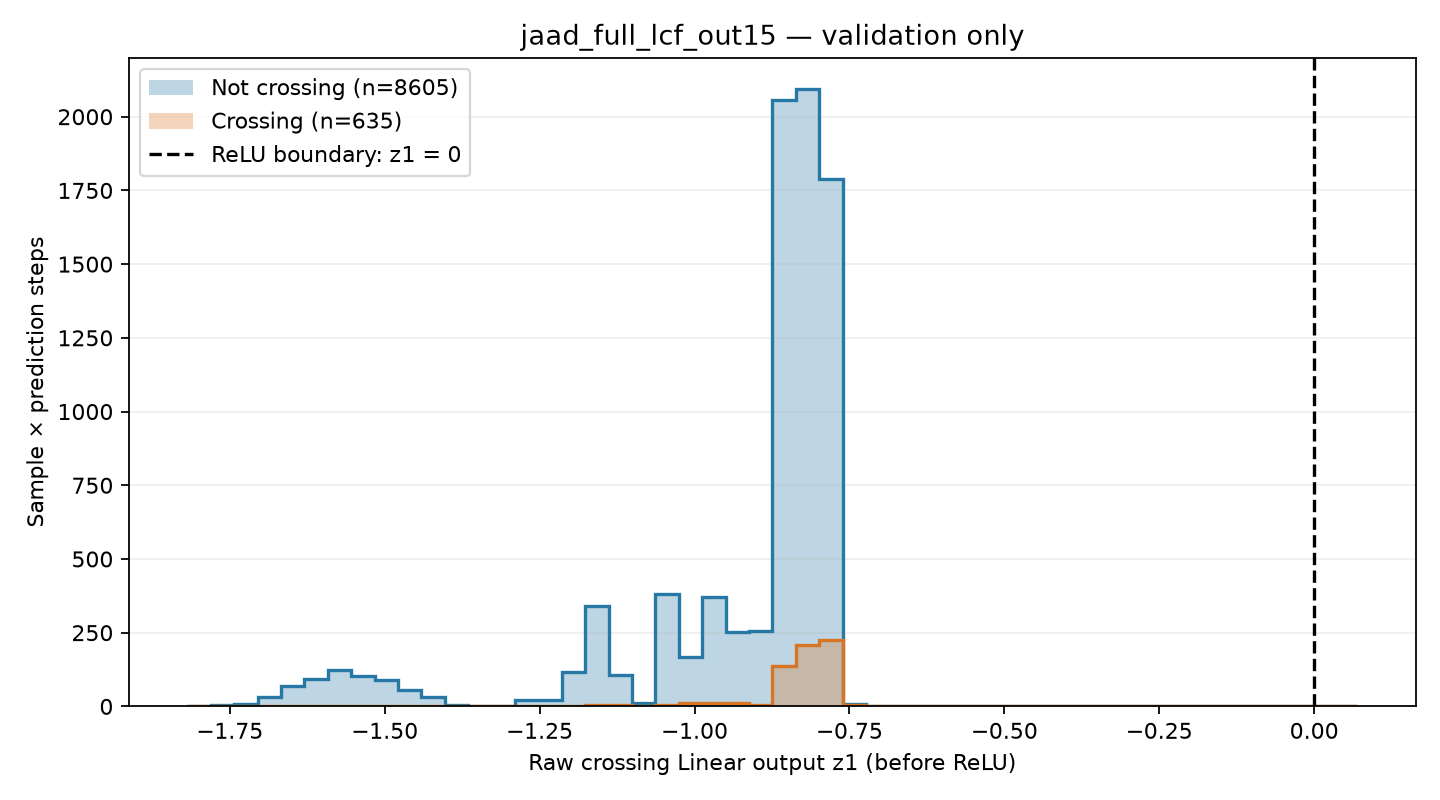 jaad_full_lcf_out15 — validation only
Not crossing (n=8605)
Crossing (n=635)
ReLU boundary: z1 = 0
Sample × prediction steps
2000
1750
1500
1250
1000
750
500
250
0
−1.75
−1.50
−1.25
−1.00
−0.75
−0.50
−0.25
0.00
Raw crossing Linear output z1 (before ReLU)